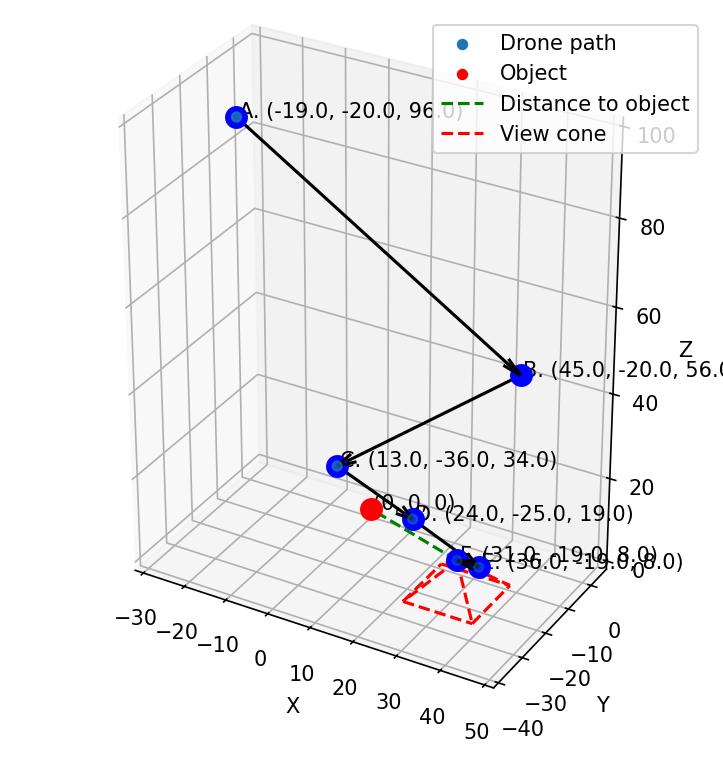 Drone path
Object
Distance to object
View cone
A. (-19.0, -20.0, 96.0)
100
80
60
Z
B. (45.0, -20.0, 56.0
40
(13.0, -36.0, 34.0)
20
(0, 0, 0)
(24.0, -25.0, 19.0)
(31.0, -19.0, 8.0)
(36.0, -19.0, 8.0)
0
−30
−20
−10
0
10
20
30
40
50
X
−40
−30
−20
−10
0
Y